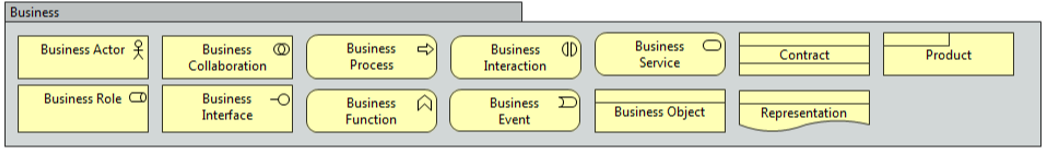 Business
Business Actor
Business
Collaboration
Business
Process
Business
Interaction
Business
Service
Contract
Product
Business Role
Business
Interface
Business
Function
Business
Event
Business Object
Representation